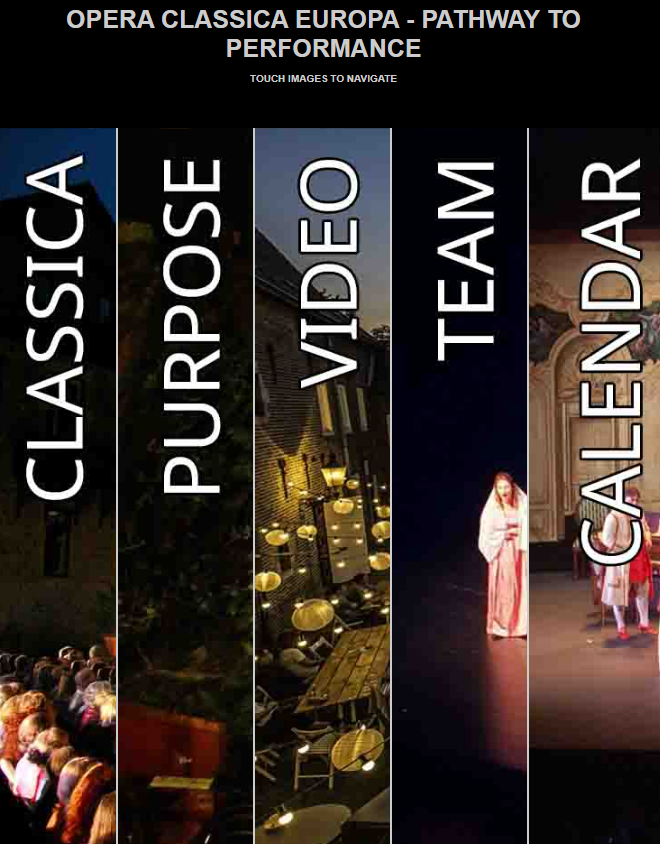 OPERA CLASSICA EUROPA - PATHWAY TO
PERFORMANCE
TOUCH IMAGES TO NAVIGATE
CLASSICA
PURPOSE
VIDEO
TEAM
CALENDAR